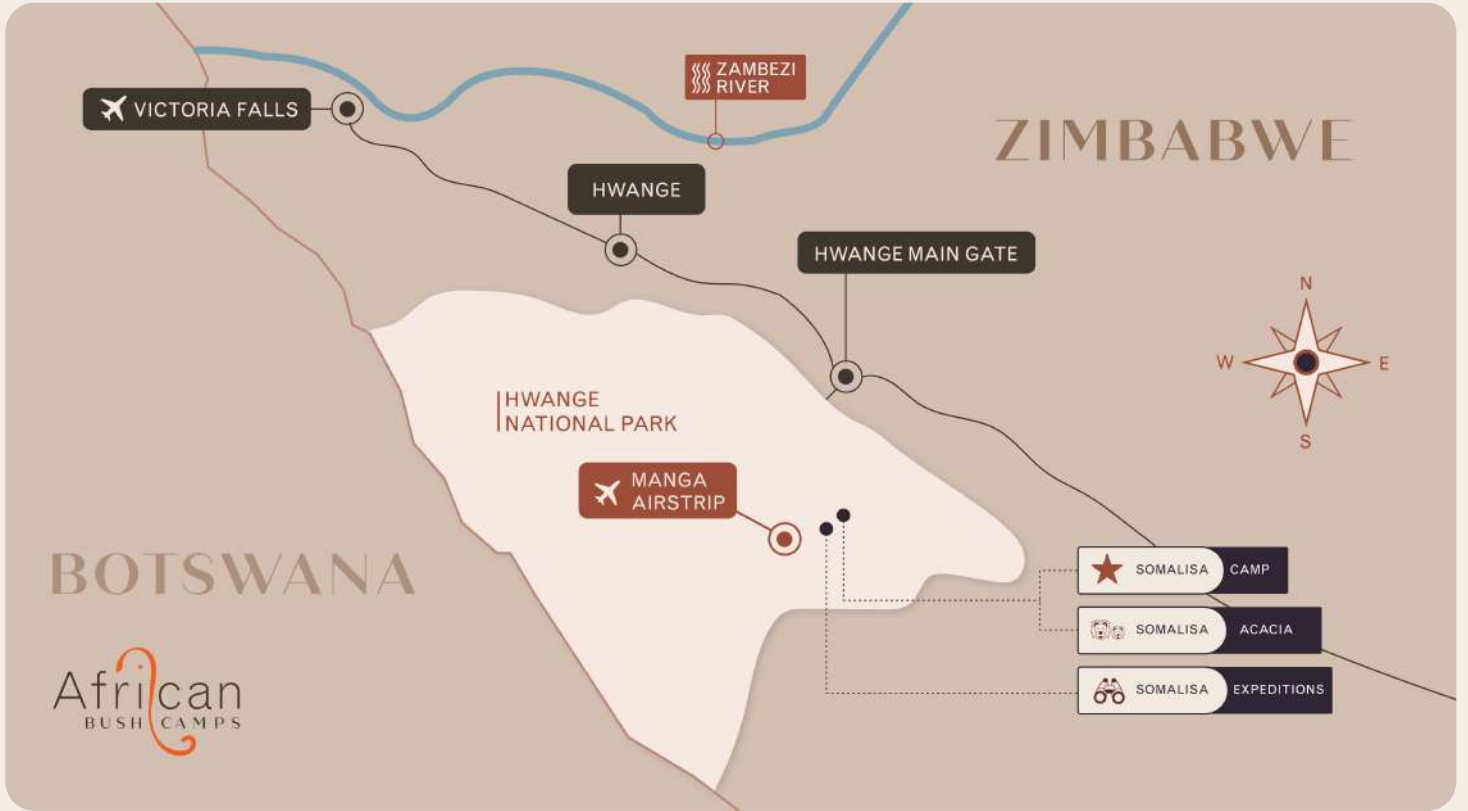 ZAMBEZI
RIVER
VICTORIA FALLS
ZIMBABWE
HWANGE
HWANGE MAIN GATE
N
W
E
S
HWANGE
NATIONAL PARK
MANGA
AIRSTRIP
BOTSWANA
SOMALISA CAMP
SOMALISA ACACIA
SOMALISA EXPEDITIONS
African
BUSH CAMPS